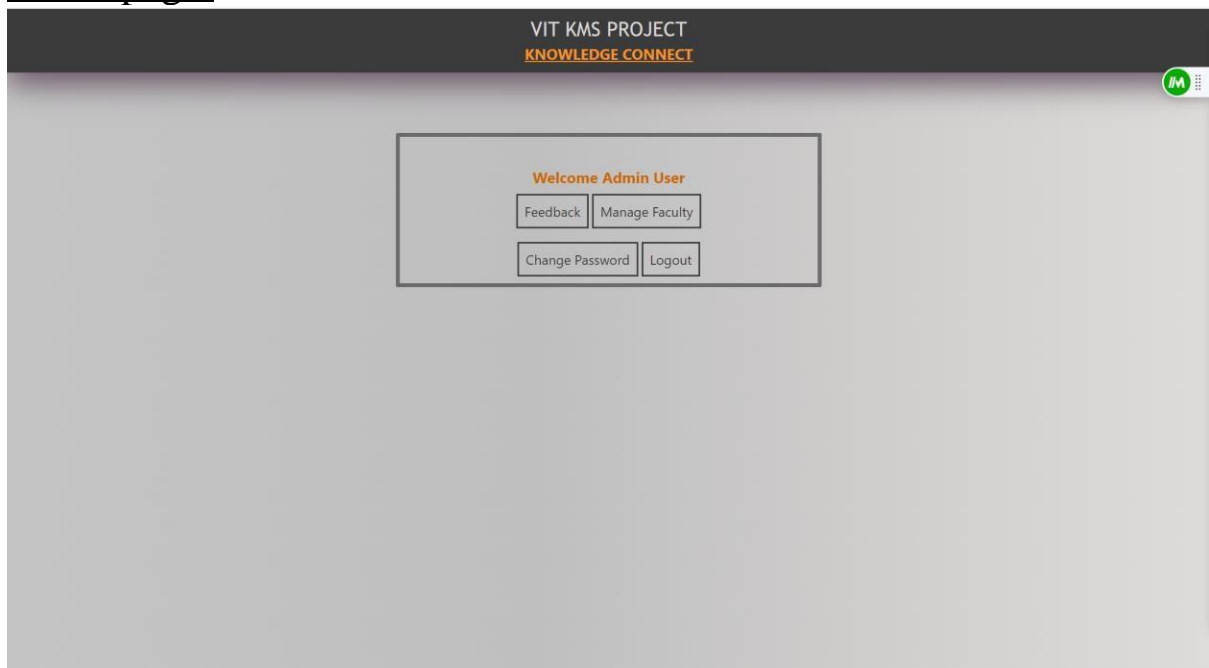 VIT KMS PROJECT
KNOWLEDGE CONNECT
Welcome Admin User
Feedback Manage Faculty
Change Password Logout